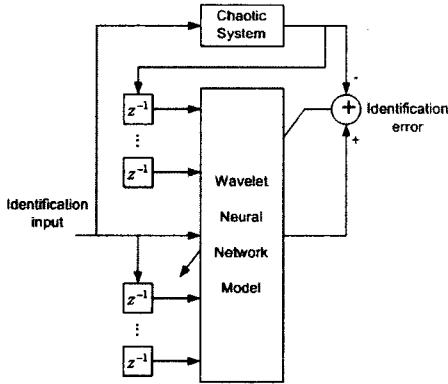 Chaotic
System
-
z⁻¹
+
Identification
error
⋮
+
z⁻¹
Wavelet
Neural
Identification
input
Network
z⁻¹
Model
⋮
z⁻¹